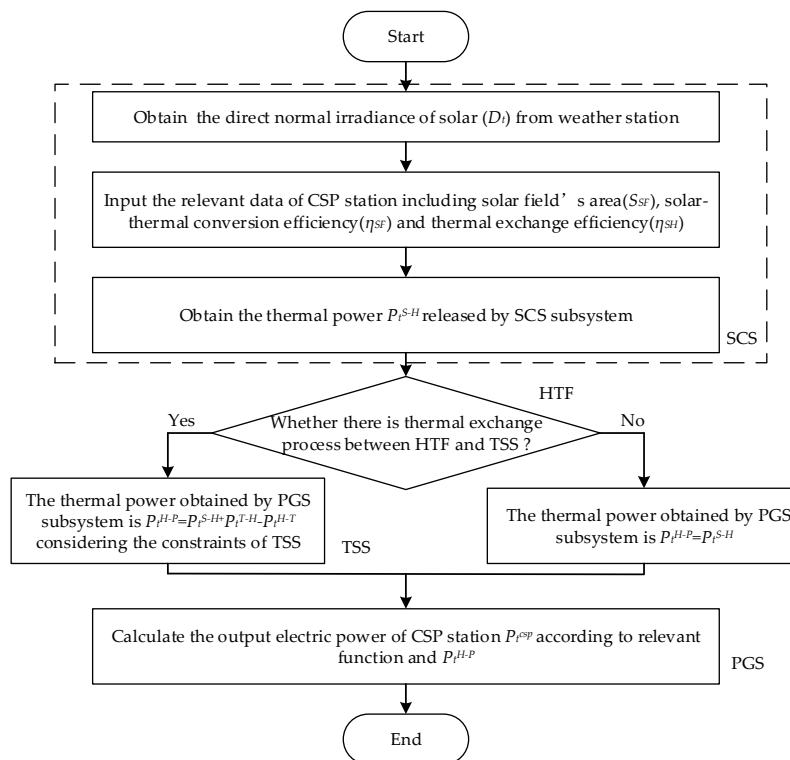 Start
Obtain the direct normal irradiance of solar (Dt) from weather station
Input the relevant data of CSP station including solar field's area(SSF), solar-
thermal conversion efficiency(ηSF) and thermal exchange efficiency(ηSH)
Obtain the thermal power PtS-H released by SCS subsystem
SCS
HTF
Yes
Whether there is thermal exchange
process between HTF and TSS ?
No
The thermal power obtained by PGS
subsystem is PtH-P=PtS-H+PtT-H-PtH-T
considering the constraints of TSS
TSS
The thermal power obtained by PGS
subsystem is PtH-P=PtS-H
Calculate the output electric power of CSP station Ptcsp according to relevant
function and PtH-P
PGS
End